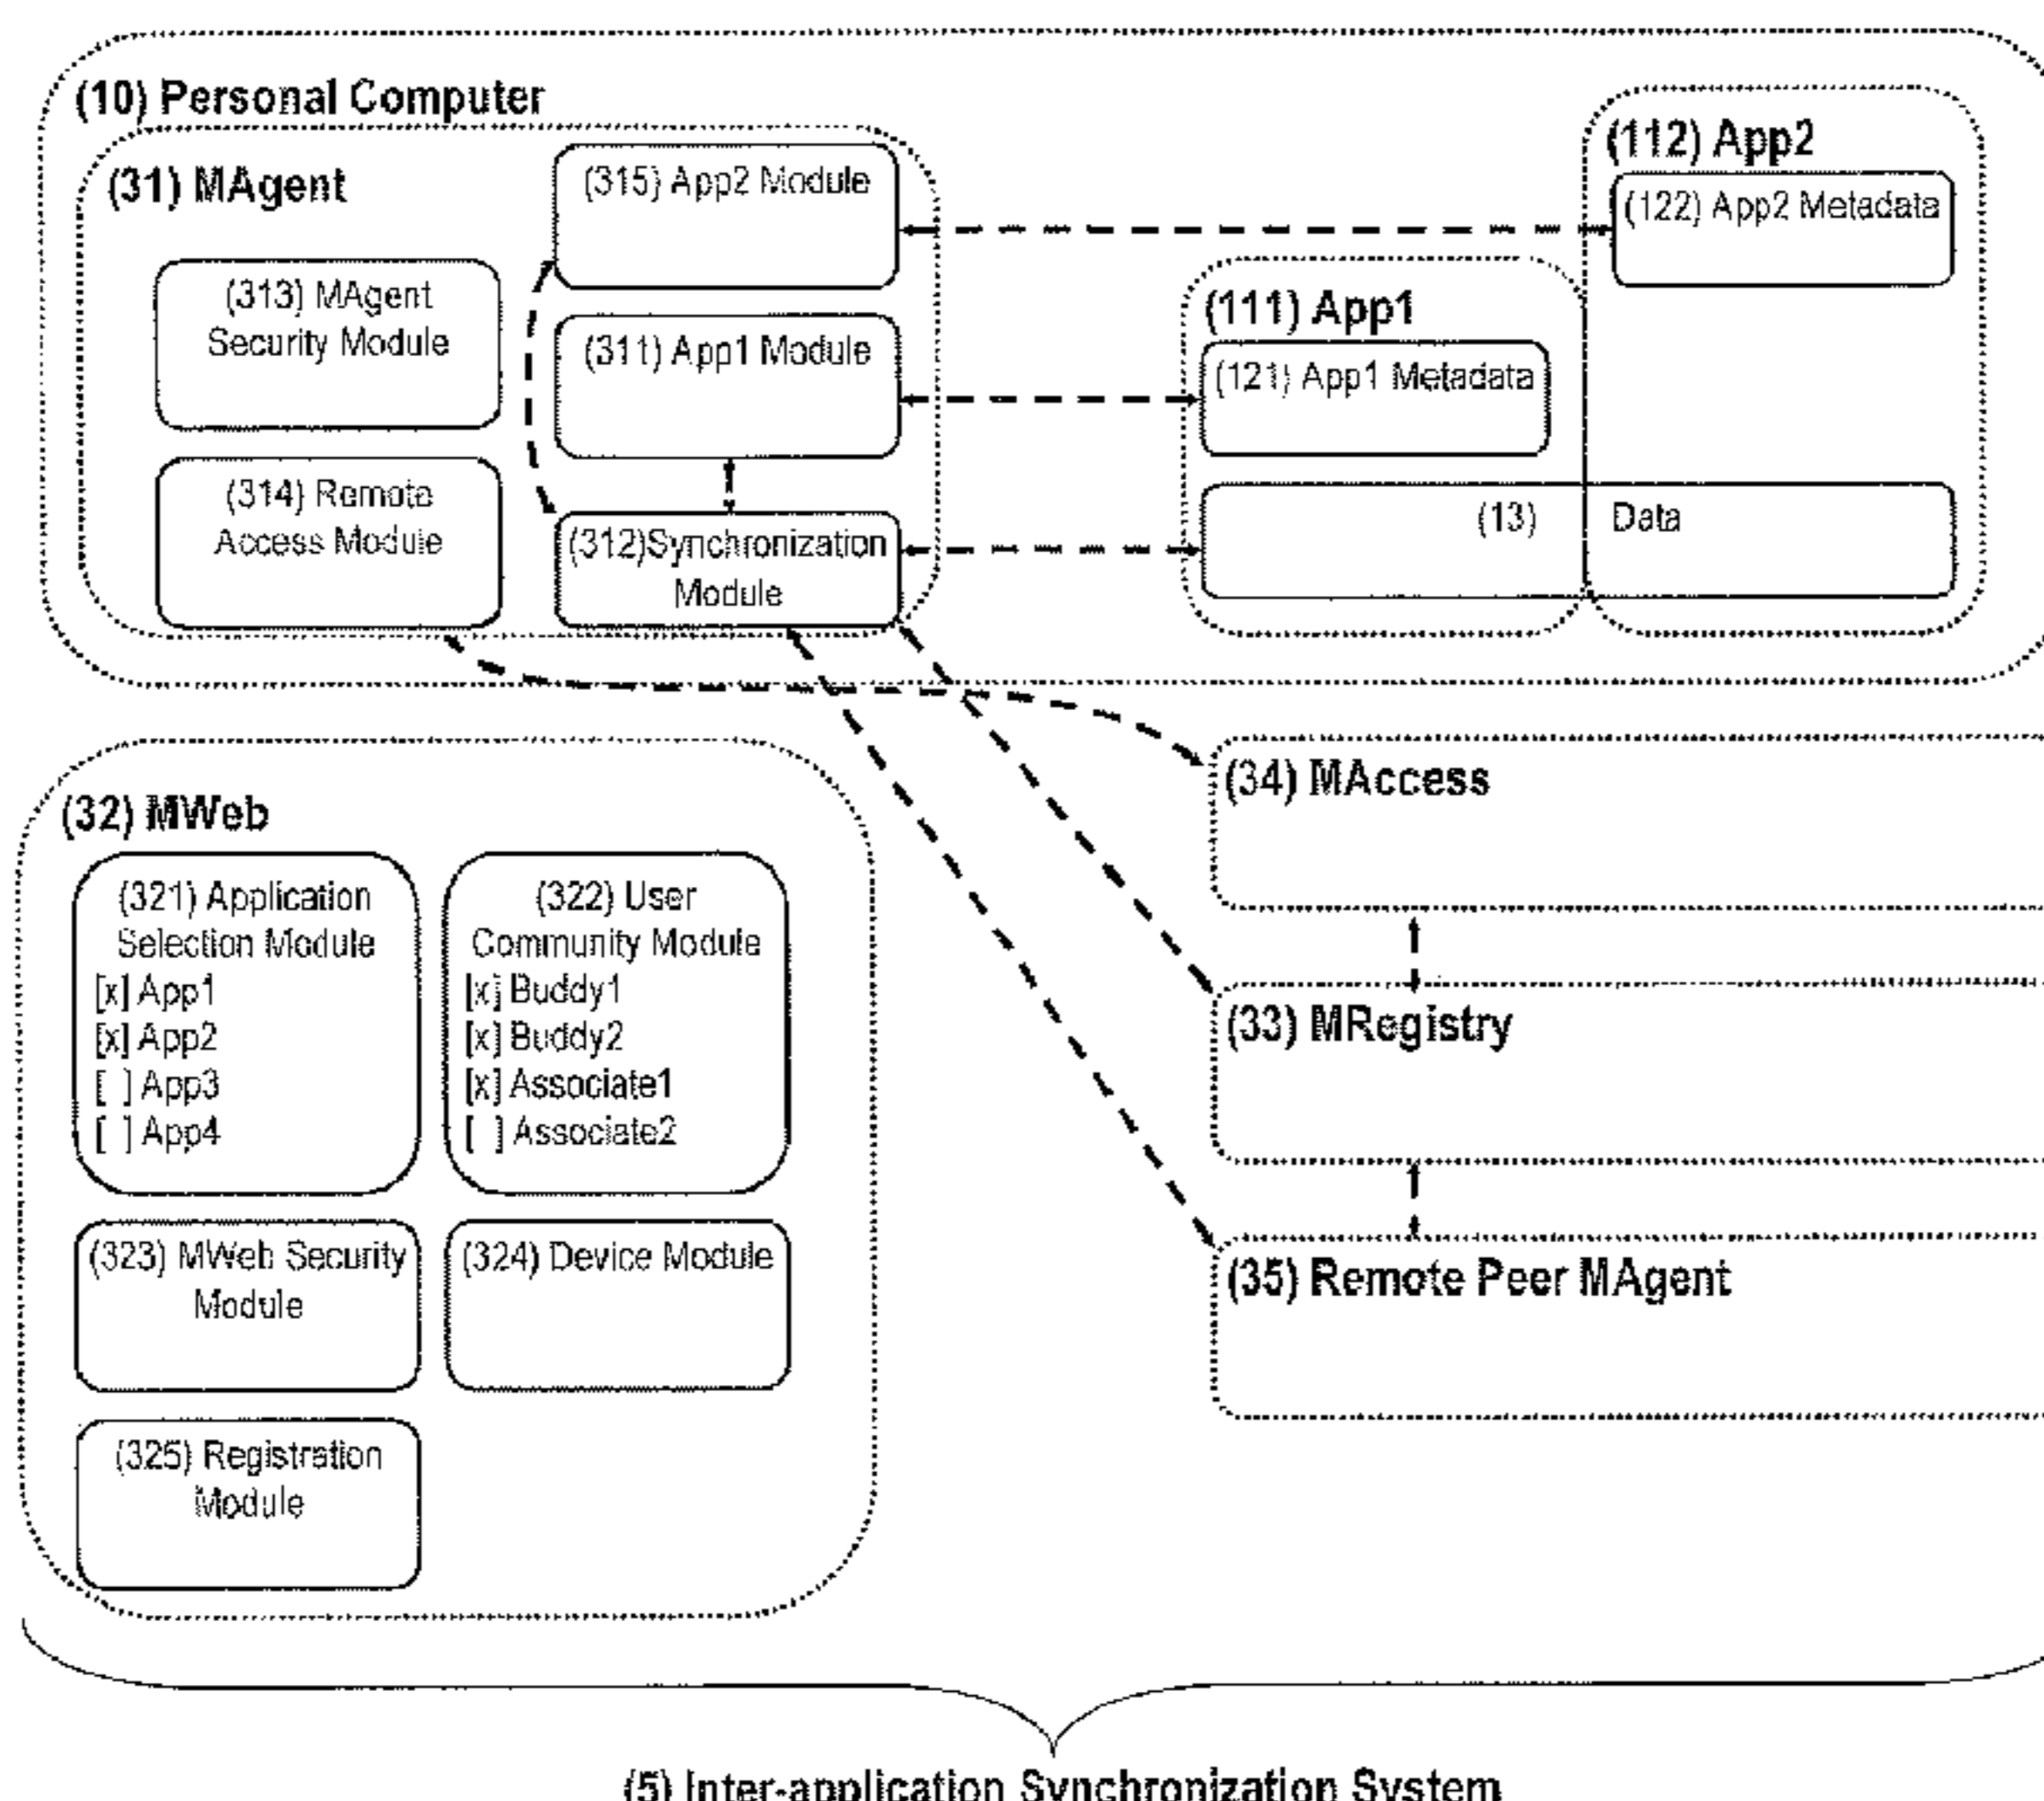 (10) Personal Computer
(31) MAgent
(315) App2 Module
(313) MAgent
Security Module
(311) App1 Module
(314) Remote
Access Module
(312)Synchronization
Module
(112) App2
(122) App2 Metadata
(111) App1
(121) App1 Metadata
(13) Data
(32) MWeb
(321) Application
Selection Module
[x] App1
[x] App2
[ ] App3
[ ] App4
(322) User
Community Module
[x] Buddy1
[x] Buddy2
[x] Associate1
[ ] Associate2
(323) MWeb Security
Module
(324) Device Module
(325) Registration
Module
(34) MAccess
(33) MRegistry
(35) Remote Peer MAgent
(5) Inter-application Synchronization System